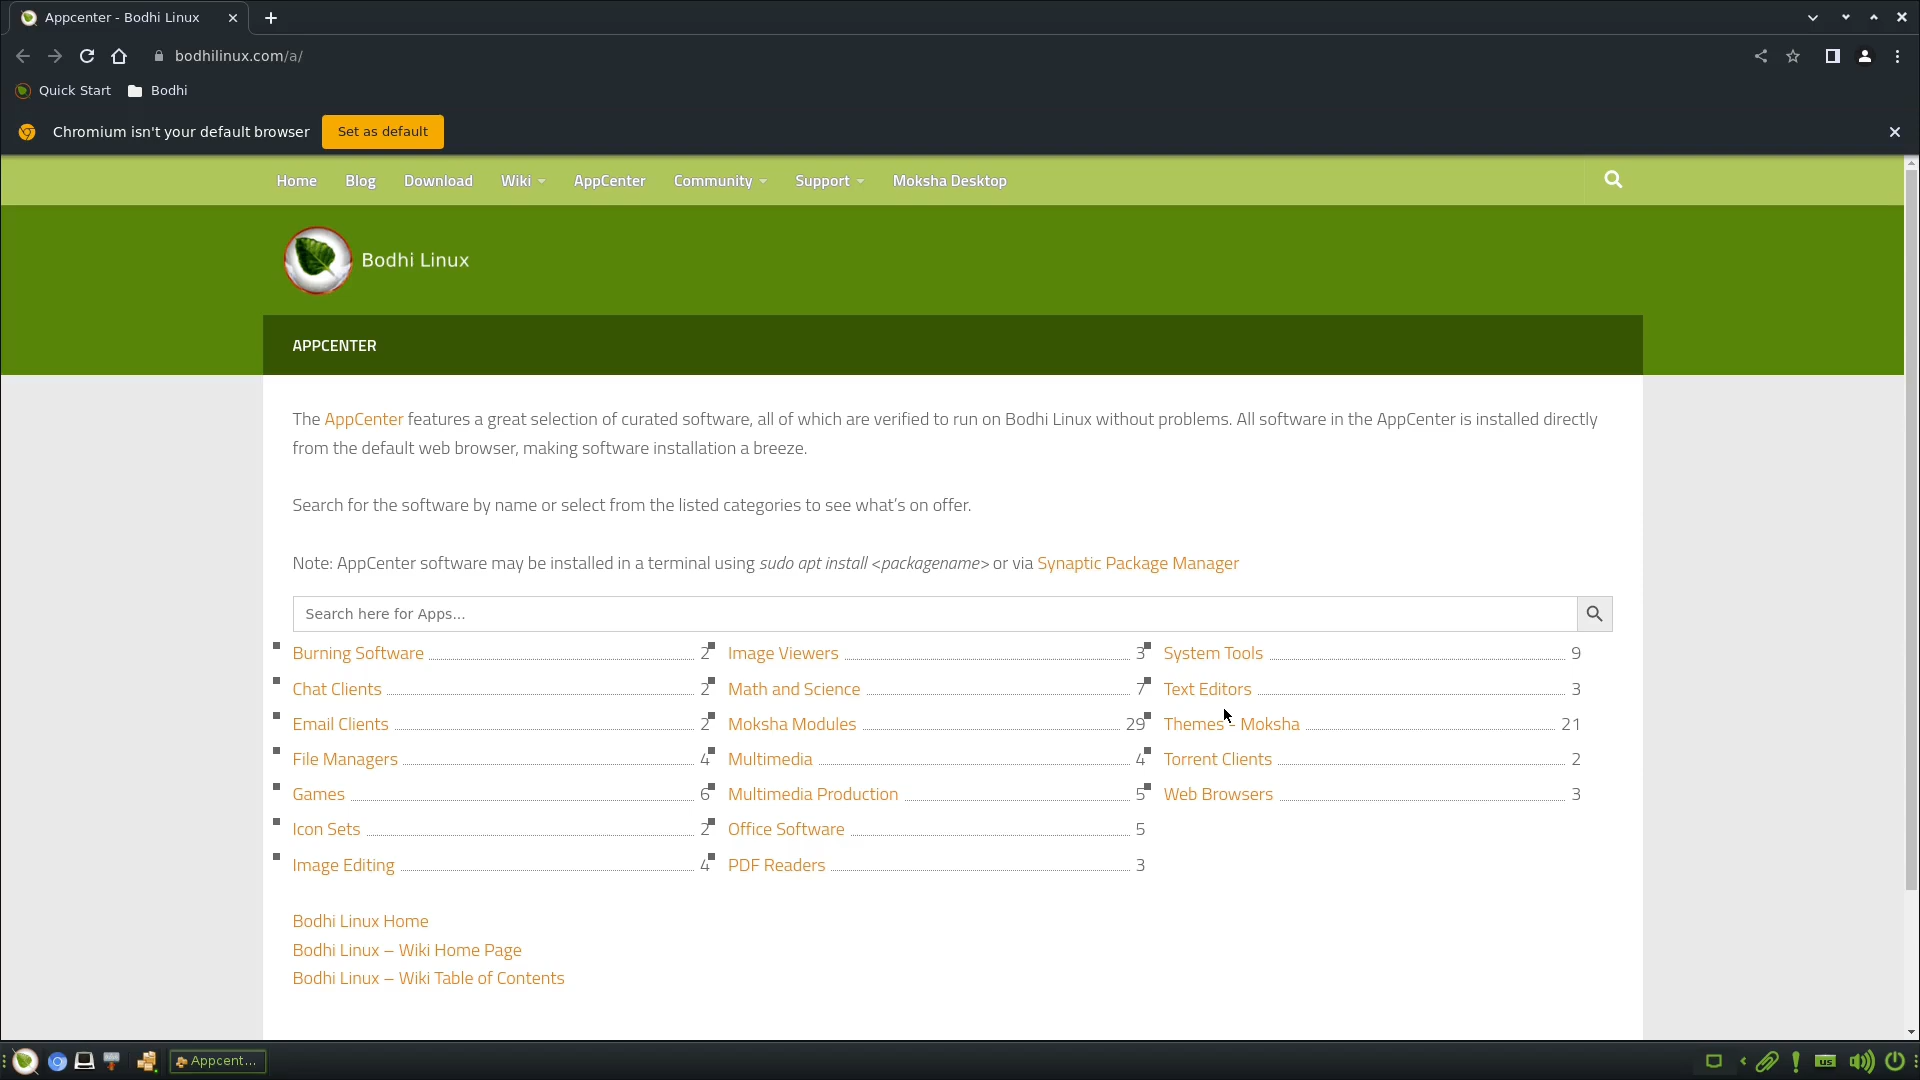 Appcenter - Bodhi Linux
bodhilinux.com/a/
Quick Start Bodhi
Chromium isn't your default browser Set as default
Home Blog Download Wiki AppCenter Community Support Moksha Desktop
Bodhi Linux
APPCENTER
The AppCenter features a great selection of curated software, all of which are verified to run on Bodhi Linux without problems. All software in the AppCenter is installed directly
from the default web browser, making software installation a breeze.
Search for the software by name or select from the listed categories to see what's on offer.
Note: AppCenter software may be installed in a terminal using sudo apt install <packagename> or via Synaptic Package Manager
Search here for Apps...
Burning Software 2
Chat Clients 2
Email Clients 2
File Managers 4
Games 6
Icon Sets 2
Image Editing 4
Image Viewers 3
Math and Science 7
Moksha Modules 29
Multimedia 4
Multimedia Production 5
Office Software 5
PDF Readers 3
System Tools 9
Text Editors 3
Themes - Moksha 21
Torrent Clients 2
Web Browsers 3
Bodhi Linux Home
Bodhi Linux – Wiki Home Page
Bodhi Linux – Wiki Table of Contents
Appcent...
us